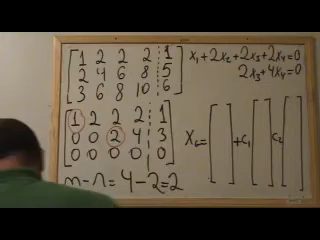 [1 2 2 2 | 1]
[2 4 6 8 | 5]
[3 6 8 10 | 6]
x₁+2x₂+2x₃+2x₄=0
2x₃+4x₄=0
[1 2 2 2 | 1]
[0 0 2 4 | 3]
[0 0 0 0 | 0]
n-r=4-2=2
=[ ]+c₁[ ] c₂[ ]